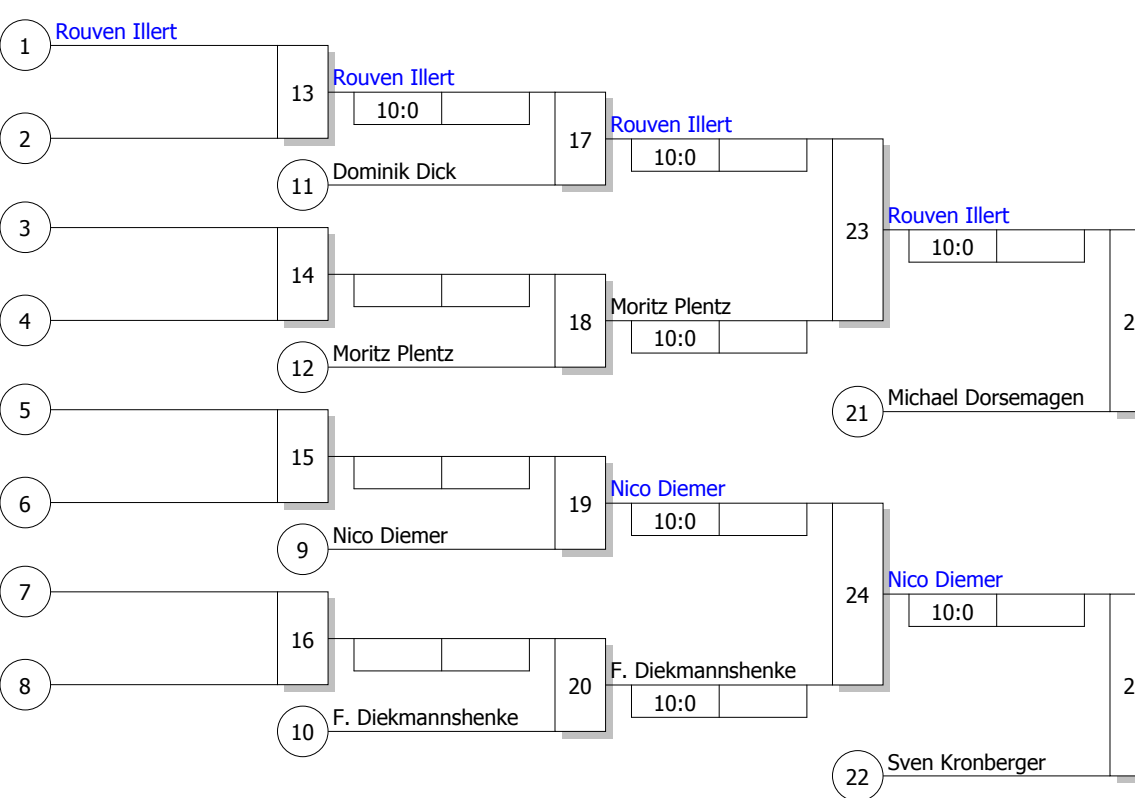 Rouven Illert
1
Rouven Illert
13
10:0
Rouven Illert
2
17
10:0
Dominik Dick
11
Rouven Illert
3
23
10:0
14
Moritz Plentz
4
18
10:0
2
Moritz Plentz
12
Michael Dorsemagen
5
21
15
Nico Diemer
6
19
10:0
Nico Diemer
9
Nico Diemer
7
24
10:0
16
F. Diekmannshenke
8
20
10:0
2
F. Diekmannshenke
10
Sven Kronberger
22